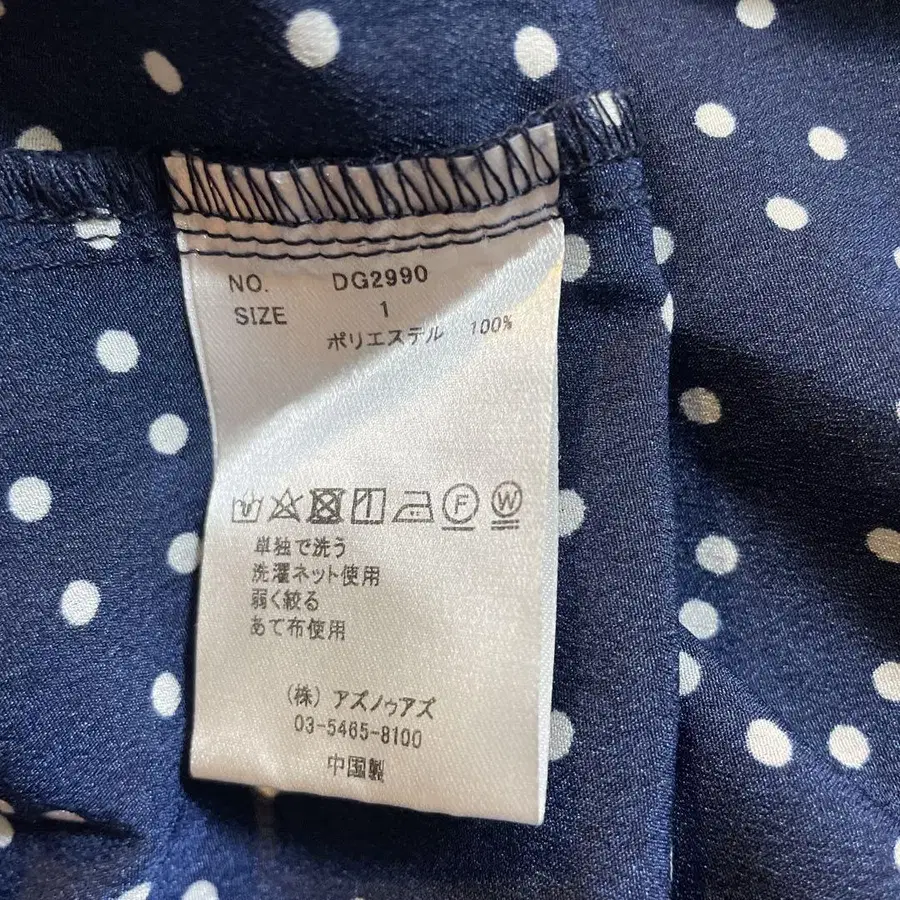 NO. DG2990
SIZE 1
ポリエステル 100%
F W
単独で洗う
洗濯ネット使用
弱く絞る
あて布使用
(株) アズノゥアズ
03-5465-8100
中国製